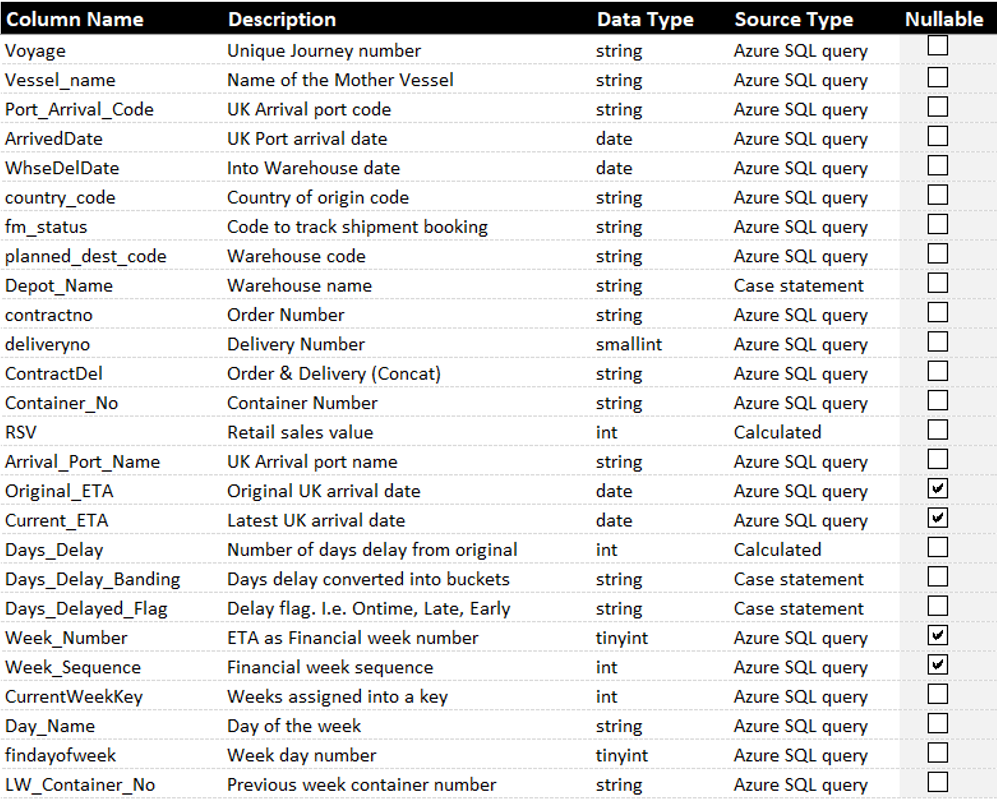 Column Name Description Data Type Source Type Nullable
Voyage Unique Journey number string Azure SQL query
Vessel_name Name of the Mother Vessel string Azure SQL query
Port_Arrival_Code UK Arrival port code string Azure SQL query
ArrivedDate UK Port arrival date date Azure SQL query
WhseDelDate Into Warehouse date date Azure SQL query
country_code Country of origin code string Azure SQL query
fm_status Code to track shipment booking string Azure SQL query
planned_dest_code Warehouse code string Azure SQL query
Depot_Name Warehouse name string Case statement
contractno Order Number string Azure SQL query
deliveryno Delivery Number smallint Azure SQL query
ContractDel Order & Delivery (Concat) string Azure SQL query
Container_No Container Number string Azure SQL query
RSV Retail sales value int Calculated
Arrival_Port_Name UK Arrival port name string Azure SQL query
Original_ETA Original UK arrival date date Azure SQL query
Current_ETA Latest UK arrival date date Azure SQL query
Days_Delay Number of days delay from original int Calculated
Days_Delay_Banding Days delay converted into buckets string Case statement
Days_Delayed_Flag Delay flag. I.e. Ontime, Late, Early string Case statement
Week_Number ETA as Financial week number tinyint Azure SQL query
Week_Sequence Financial week sequence int Azure SQL query
CurrentWeekKey Weeks assigned into a key int Azure SQL query
Day_Name Day of the week string Azure SQL query
findayofweek Week day number tinyint Azure SQL query
LW_Container_No Previous week container number string Azure SQL query